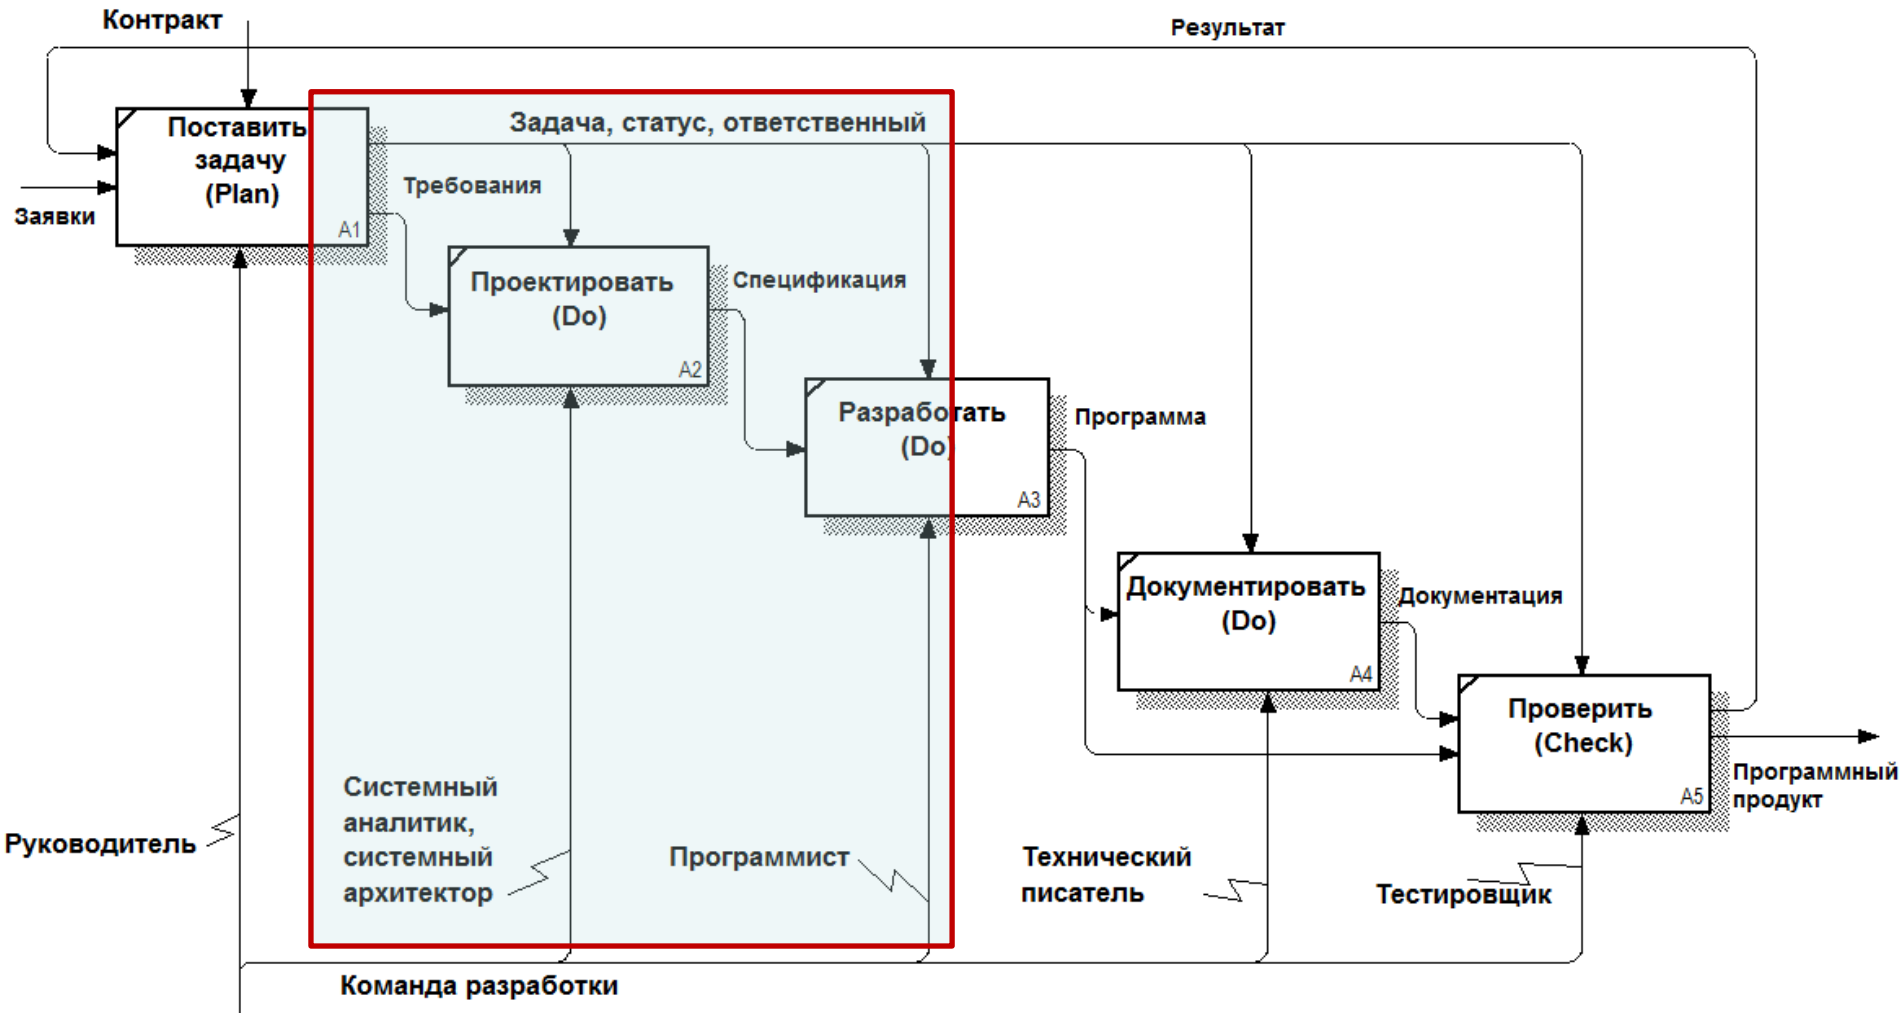 Контракт
Результат
Поставить
задачу
(Plan)
A1
Заявки
Задача, статус, ответственный
Требования
Проектировать
(Do)
A2
Спецификация
Разработать
(Do)
A3
Программа
Документировать
(Do)
A4
Документация
Проверить
(Check)
A5
Программный
продукт
Руководитель
Системный
аналитик,
системный
архитектор
Программист
Технический
писатель
Тестировщик
Команда разработки